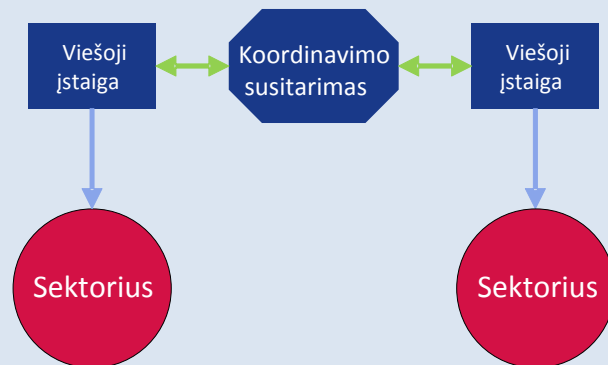 Viešoji
įstaiga
Koordinavimo
susitarimas
Viešoji
įstaiga
Sektorius
Sektorius